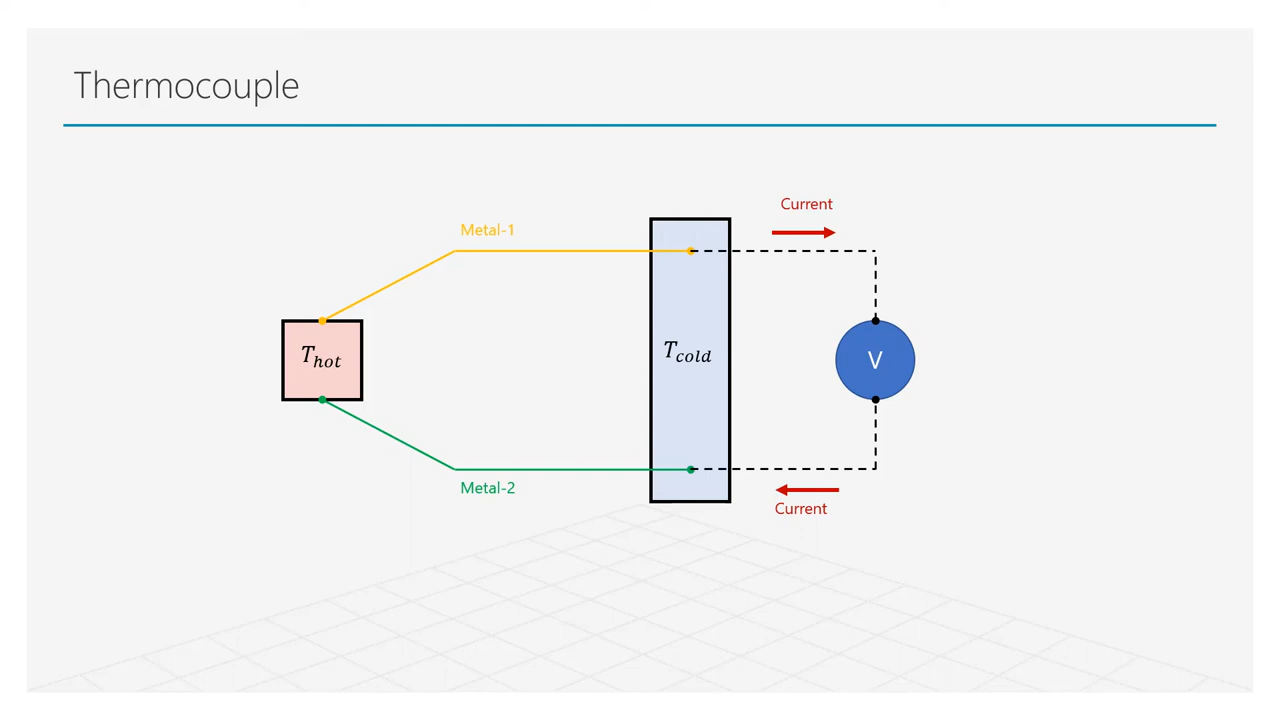 Thermocouple
Current
Metal-1
T_hot
T_cold
V
Metal-2
Current